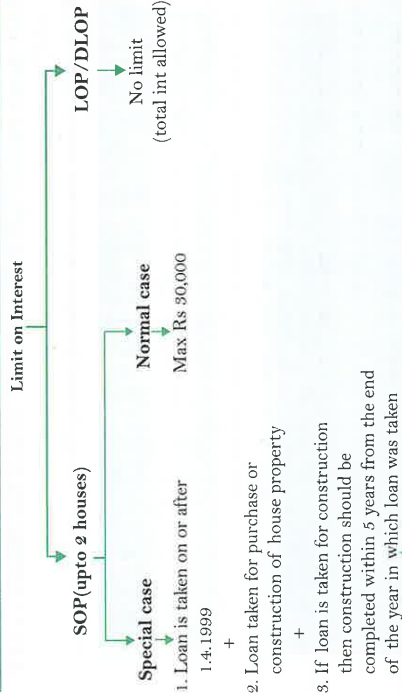 Limit on Interest
SOP(upto 2 houses)
LOP/DLOP
No limit
(total int allowed)
Special case
Normal case
Max Rs 30,000
1. Loan is taken on or after
1.4.1999
+
2. Loan taken for purchase or
construction of house property
+
3. If loan is taken for construction
then construction should be
completed within 5 years from the end
of the year in which loan was taken